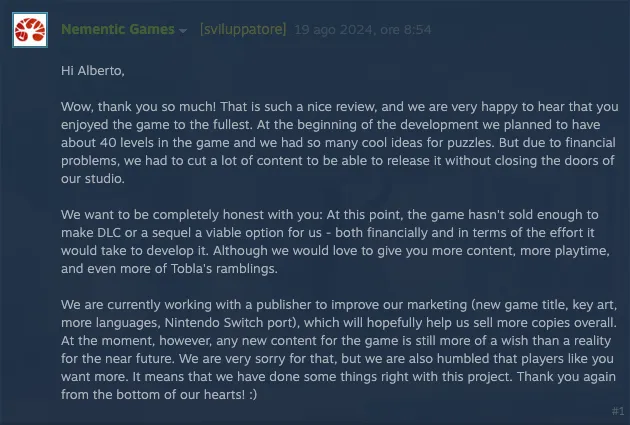 Nementic Games [sviluppatore] 19 ago 2024, ore 8:54
Hi Alberto,
Wow, thank you so much! That is such a nice review, and we are very happy to hear that you
enjoyed the game to the fullest. At the beginning of the development we planned to have
about 40 levels in the game and we had so many cool ideas for puzzles. But due to financial
problems, we had to cut a lot of content to be able to release it without closing the doors of
our studio.
We want to be completely honest with you: At this point, the game hasn't sold enough to
make DLC or a sequel a viable option for us - both financially and in terms of the effort it
would take to develop it. Although we would love to give you more content, more playtime,
and even more of Tobla's ramblings.
We are currently working with a publisher to improve our marketing (new game title, key art,
more languages, Nintendo Switch port), which will hopefully help us sell more copies overall.
At the moment, however, any new content for the game is still more of a wish than a reality
for the near future. We are very sorry for that, but we are also humbled that players like you
want more. It means that we have done some things right with this project. Thank you again
from the bottom of our hearts! :)
#1